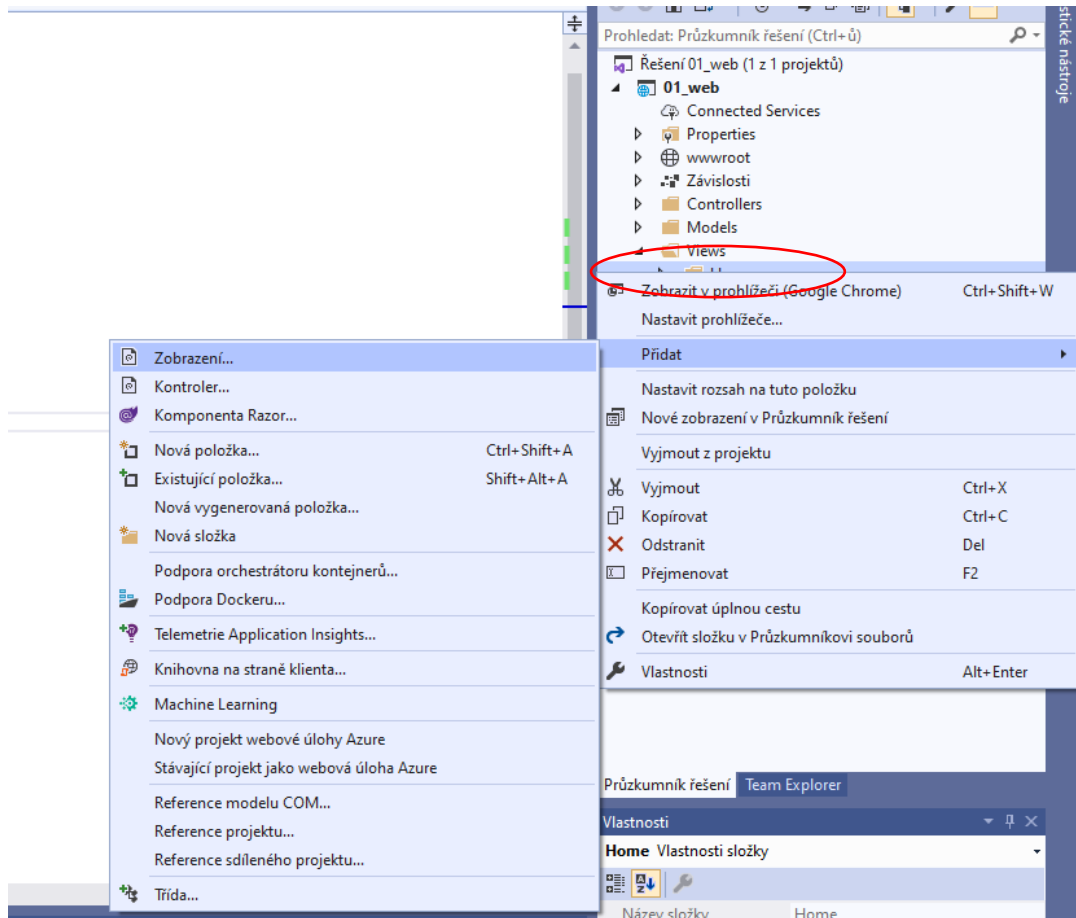 Prohledat: Průzkumník řešení (Ctrl+ů)
Řešení 01_web (1 z 1 projektů)
01_web
Connected Services
Properties
wwwroot
Závislosti
Controllers
Models
Views
Zobrazit v prohlížeči (Google Chrome) Ctrl+Shift+W
Nastavit prohlížeče...
Přidat
Nastavit rozsah na tuto položku
Nové zobrazení v Průzkumník řešení
Vyjmout z projektu
Vyjmout Ctrl+X
Kopírovat Ctrl+C
Odstranit Del
Přejmenovat F2
Kopírovat úplnou cestu
Otevřít složku v Průzkumníkovi souborů
Vlastnosti Alt+Enter
Zobrazení...
Kontroler...
Komponenta Razor...
Nová položka... Ctrl+Shift+A
Existující položka... Shift+Alt+A
Nová vygenerovaná položka...
Nová složka
Podpora orchestrátoru kontejnerů...
Podpora Dockeru...
Telemetrie Application Insights...
Knihovna na straně klienta...
Machine Learning
Nový projekt webové úlohy Azure
Stávající projekt jako webová úloha Azure
Reference modelu COM...
Reference projektu...
Reference sdíleného projektu...
Třída...
Průzkumník řešení Team Explorer
Vlastnosti
Home Vlastnosti složky
Název složky Home
stické nástroje